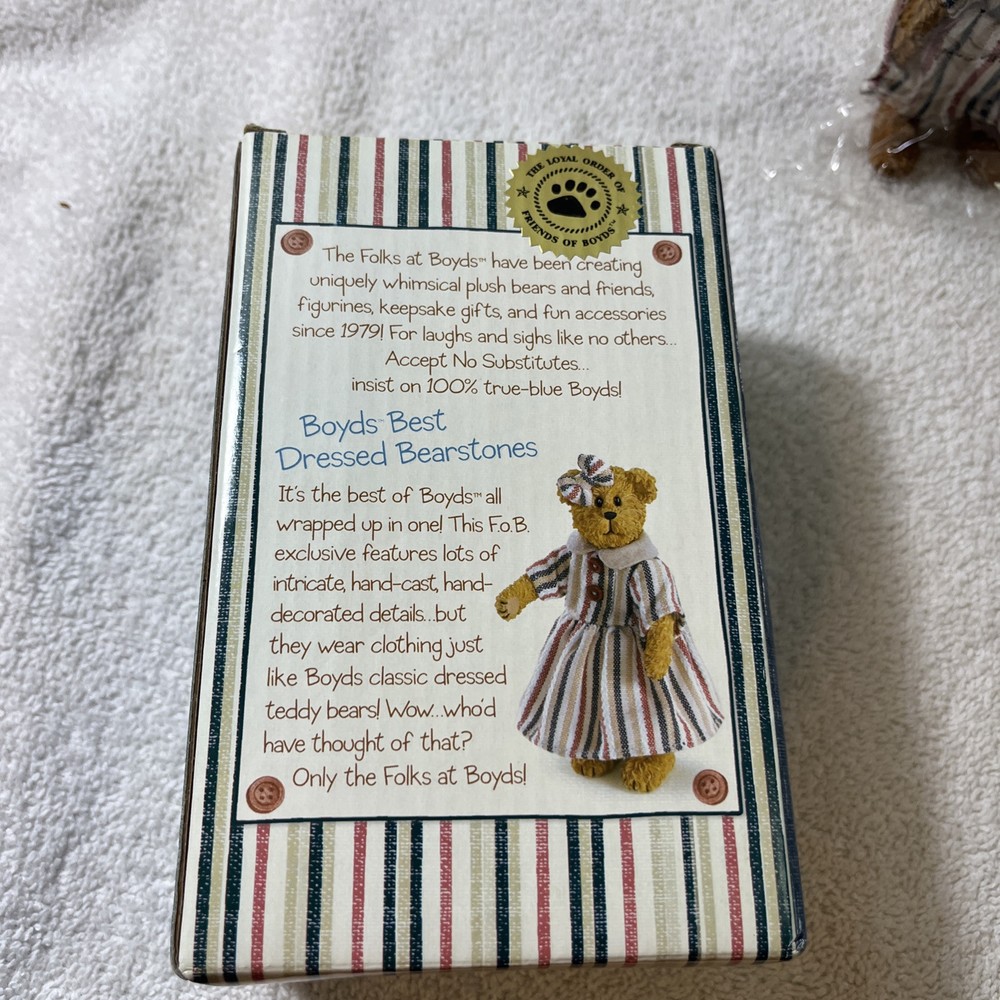 THE LOYAL ORDER OF
FRIENDS OF BOYDS™
The Folks at Boyds™ have been creating
uniquely whimsical plush bears and friends,
figurines, keepsake gifts, and fun accessories
since 1979! For laughs and sighs like no others...
Accept No Substitutes...
insist on 100% true-blue Boyds!
Boyds™ Best
Dressed Bearstones
It's the best of Boyds™ all
wrapped up in one! This F.o.B.
exclusive features lots of
intricate, hand-cast, hand-
decorated details...but
they wear clothing just
like Boyds classic dressed
teddy bears! Wow...who'd
have thought of that?
Only the Folks at Boyds!